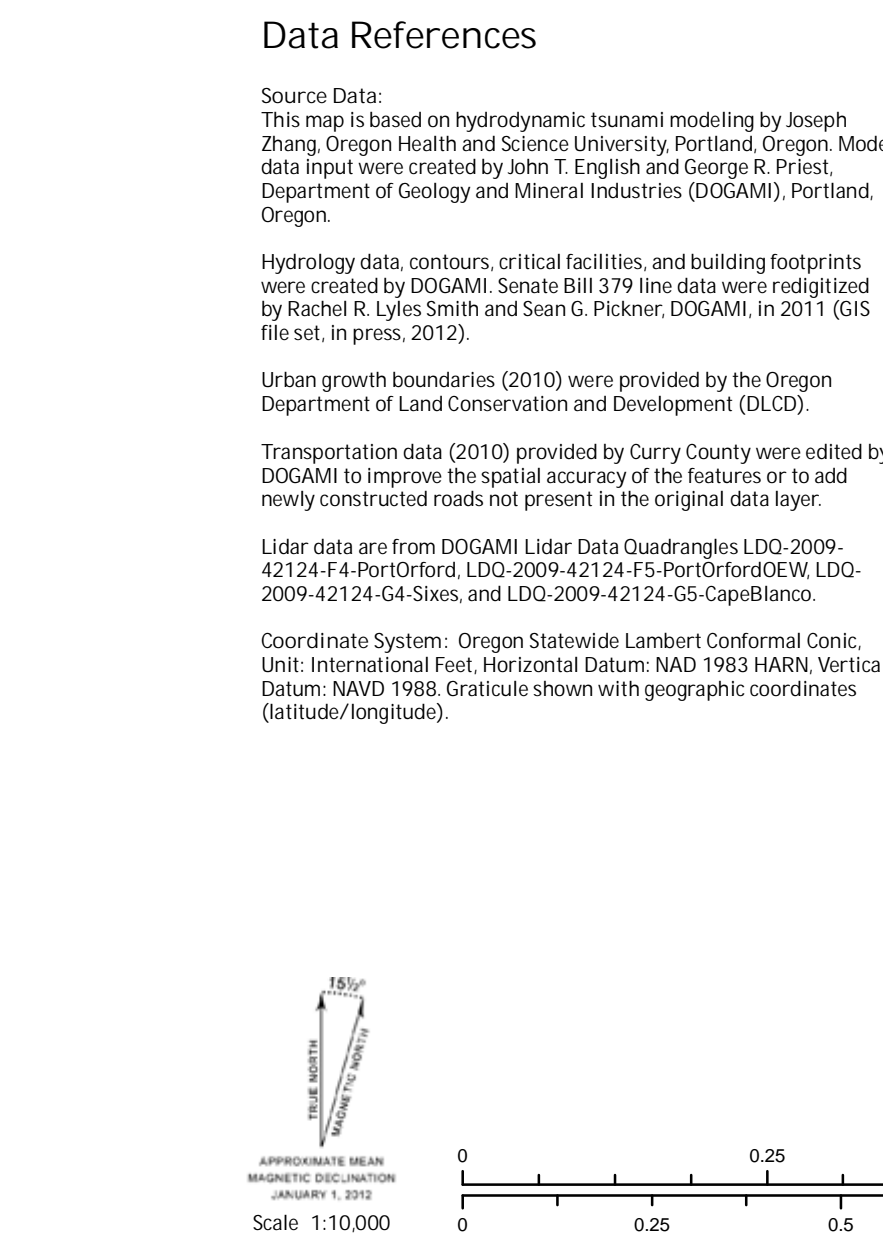 Data References
Source Data:
This map is based on hydrodynamic tsunami modeling by Joseph
Zhang, Oregon Health and Science University, Portland, Oregon. Mode
data input were created by John T. English and George R. Priest,
Department of Geology and Mineral Industries (DOGAMI), Portland,
Oregon.
Hydrology data, contours, critical facilities, and building footprints
were created by DOGAMI. Senate Bill 379 line data were redigitized
by Rachel R. Lyles Smith and Sean G. Pickner, DOGAMI, in 2011 (GIS
file set, in press, 2012).
Urban growth boundaries (2010) were provided by the Oregon
Department of Land Conservation and Development (DLCD).
Transportation data (2010) provided by Curry County were edited by
DOGAMI to improve the spatial accuracy of the features or to add
newly constructed roads not present in the original data layer.
Lidar data are from DOGAMI Lidar Data Quadrangles LDQ-2009-
42124-F4-PortOrford, LDQ-2009-42124-F5-PortOrfordOEW, LDQ-
2009-42124-G4-Sixes, and LDQ-2009-42124-G5-CapeBlanco.
Coordinate System: Oregon Statewide Lambert Conformal Conic,
Unit: International Feet, Horizontal Datum: NAD 1983 HARN, Vertica
Datum: NAVD 1988. Graticule shown with geographic coordinates
(latitude/longitude).
15½°
TRUE NORTH
MAGNETIC NORTH
APPROXIMATE MEAN
MAGNETIC DECLINATION
JANUARY 1, 2012
Scale 1:10,000
0 0.25
0 0.25 0.5